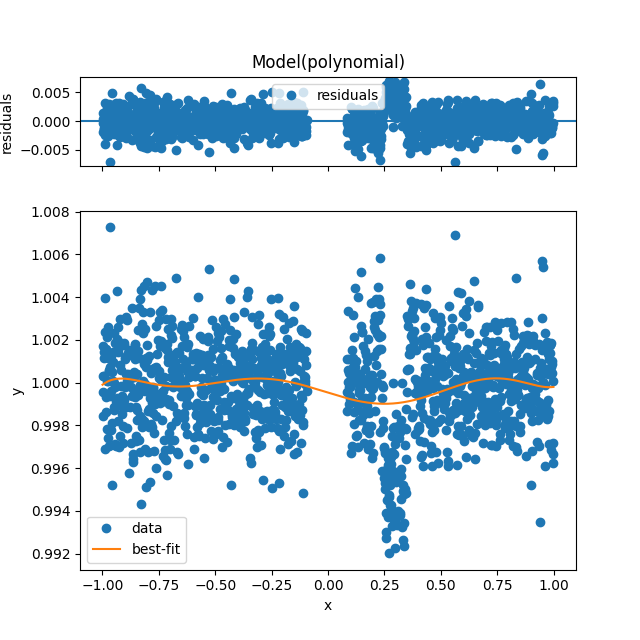 Model(polynomial)
0.005
0.000
−0.005
residuals
residuals
1.008
1.006
1.004
1.002
1.000
0.998
0.996
0.994
0.992
y
data
best-fit
−1.00 −0.75 −0.50 −0.25 0.00 0.25 0.50 0.75 1.00
x